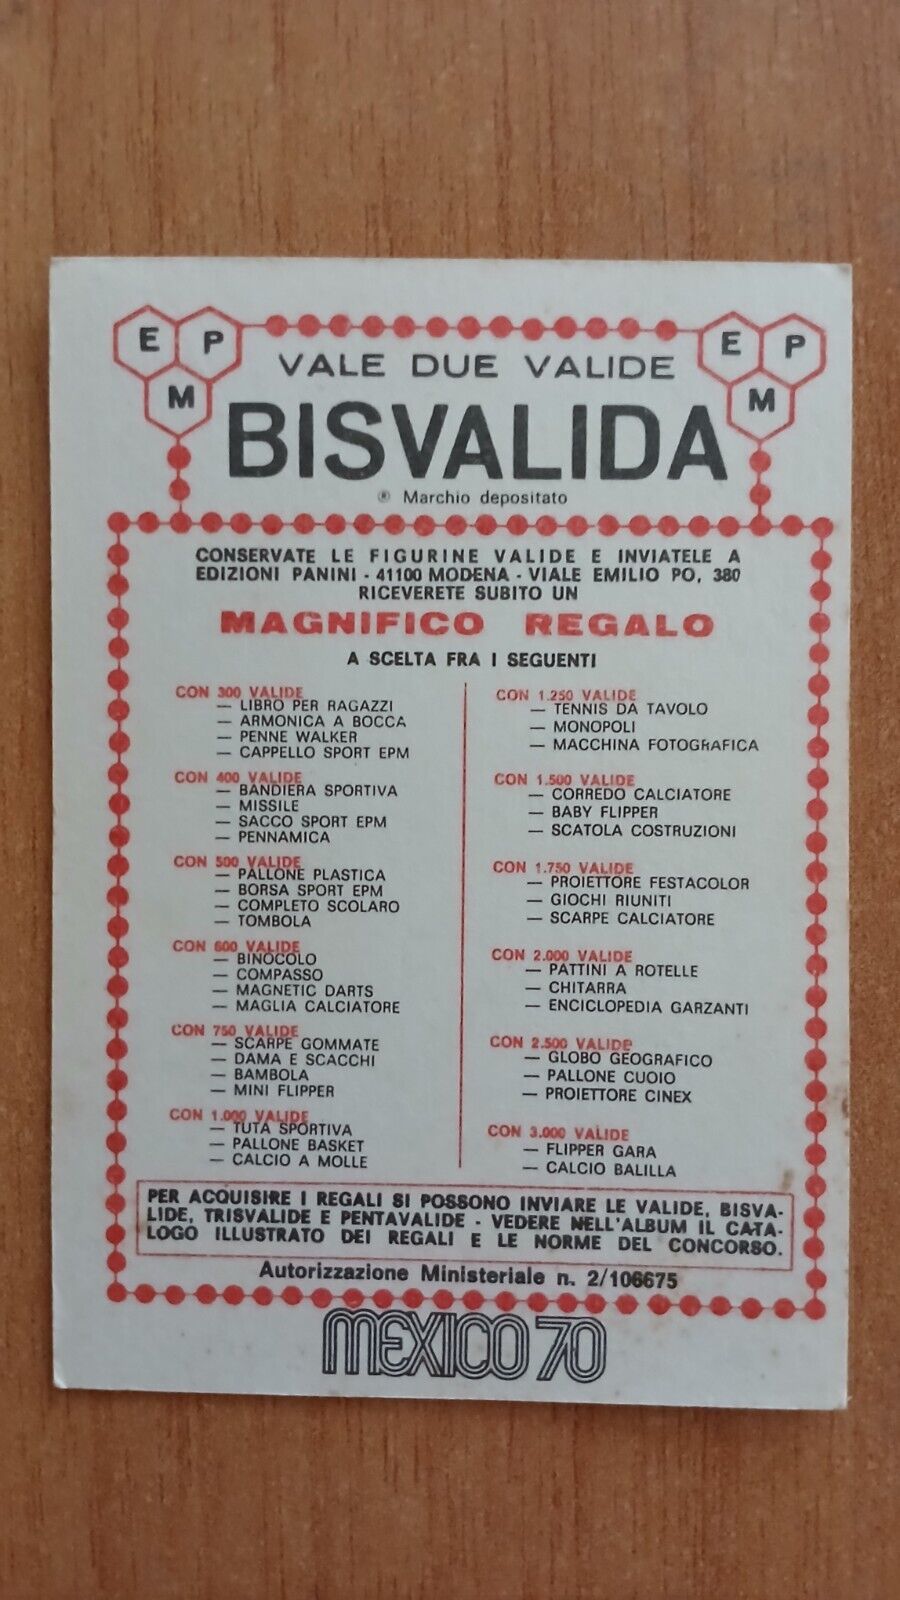 E P E P
M M
VALE DUE VALIDE
BISVALIDA
® Marchio depositato
CONSERVATE LE FIGURINE VALIDE E INVIATELE A
EDIZIONI PANINI - 41100 MODENA - VIALE EMILIO PO, 380
RICEVERETE SUBITO UN
MAGNIFICO REGALO
A SCELTA FRA I SEGUENTI
CON 300 VALIDE
— LIBRO PER RAGAZZI
— ARMONICA A BOCCA
— PENNE WALKER
— CAPPELLO SPORT EPM
CON 400 VALIDE
— BANDIERA SPORTIVA
— MISSILE
— SACCO SPORT EPM
— PENNAMICA
CON 500 VALIDE
— PALLONE PLASTICA
— BORSA SPORT EPM
— COMPLETO SCOLARO
— TOMBOLA
CON 600 VALIDE
— BINOCOLO
— COMPASSO
— MAGNETIC DARTS
— MAGLIA CALCIATORE
CON 750 VALIDE
— SCARPE GOMMATE
— DAMA E SCACCHI
— BAMBOLA
— MINI FLIPPER
CON 1.000 VALIDE
— TUTA SPORTIVA
— PALLONE BASKET
— CALCIO A MOLLE
CON 1.250 VALIDE
— TENNIS DA TAVOLO
— MONOPOLI
— MACCHINA FOTOGRAFICA
CON 1.500 VALIDE
— CORREDO CALCIATORE
— BABY FLIPPER
— SCATOLA COSTRUZIONI
CON 1.750 VALIDE
— PROIETTORE FESTACOLOR
— GIOCHI RIUNITI
— SCARPE CALCIATORE
CON 2.000 VALIDE
— PATTINI A ROTELLE
— CHITARRA
— ENCICLOPEDIA GARZANTI
CON 2.500 VALIDE
— GLOBO GEOGRAFICO
— PALLONE CUOIO
— PROIETTORE CINEX
CON 3.000 VALIDE
— FLIPPER GARA
— CALCIO BALILLA
PER ACQUISIRE I REGALI SI POSSONO INVIARE LE VALIDE, BISVA-
LIDE, TRISVALIDE E PENTAVALIDE - VEDERE NELL'ALBUM IL CATA-
LOGO ILLUSTRATO DEI REGALI E LE NORME DEL CONCORSO.
Autorizzazione Ministeriale n. 2/106675
MEXICO 70